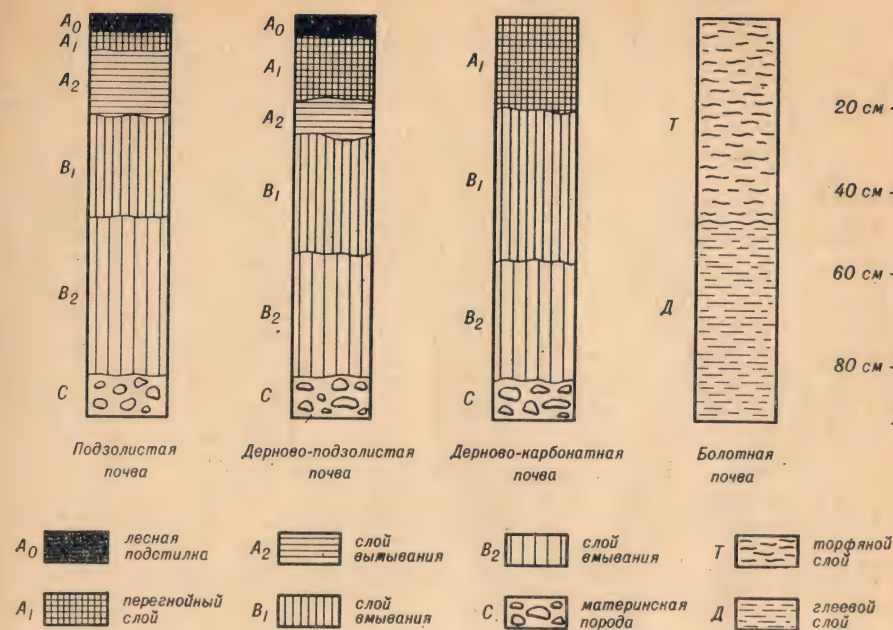 A0
A1
A2
B1
B2
C
Подзолистая
почва
A0
A1
A2
B1
B2
C
Дерново-подзолистая
почва
A1
B1
B2
C
Дерново-карбонатная
почва
Т
Д
Болотная
почва
20 см
40 см
60 см
80 см
A0 лесная
подстилка
A2 слой
вымывания
B2 слой
вмывания
Т торфяной
слой
A1 перегнойный
слой
B1 слой
вмывания
C материнская
порода
Д глеевой
слой